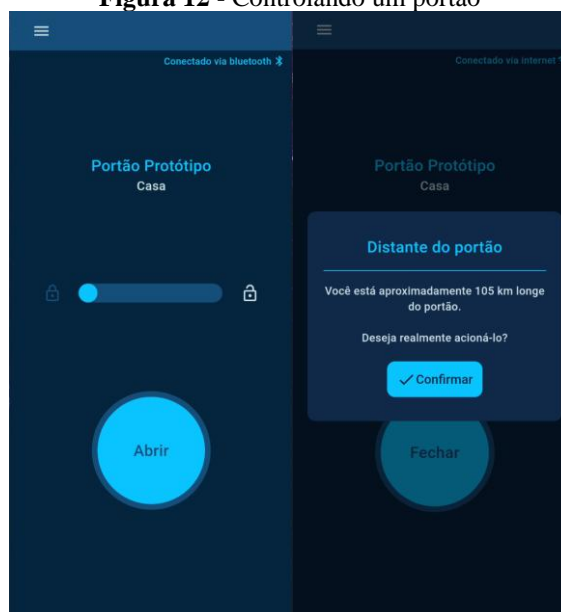 Figura 12 - Controlando um portão
Conectado via bluetooth
Portão Protótipo
Casa
Abrir
Conectado via internet
Portão Protótipo
Casa
Distante do portão
Você está aproximadamente 105 km longe
do portão.
Deseja realmente acioná-lo?
Confirmar
Fechar